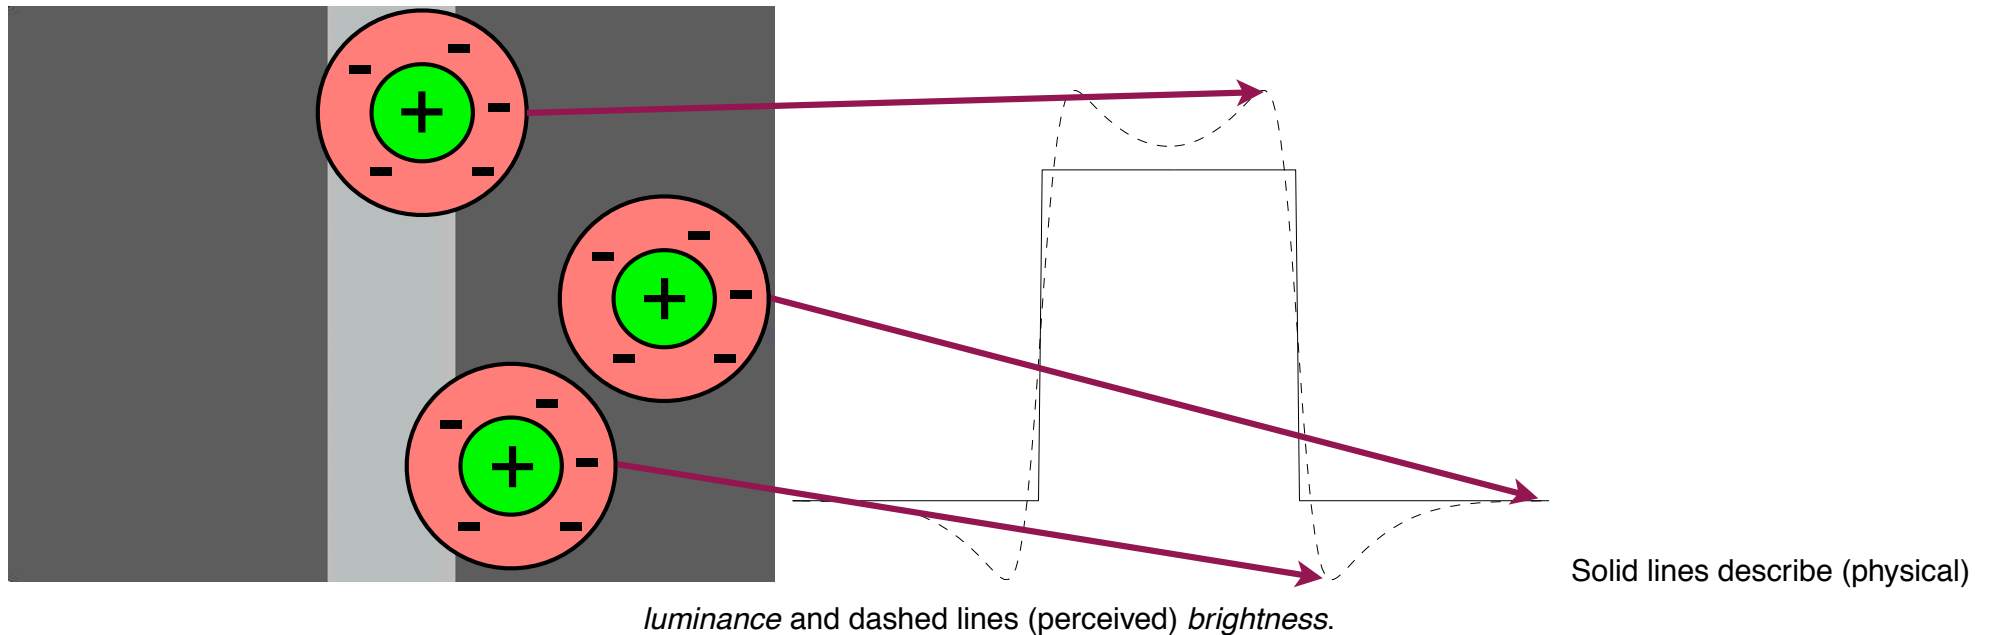 Solid lines describe (physical)
luminance and dashed lines (perceived) brightness.